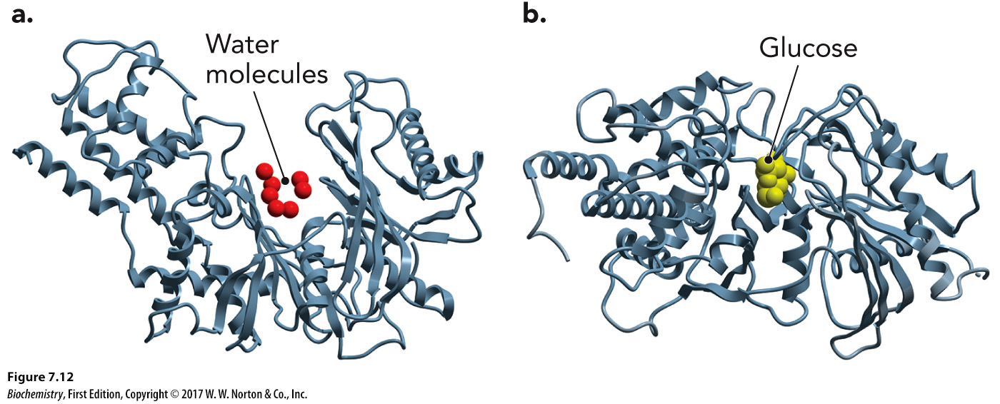 a.
Water
molecules
b.
Glucose
Figure 7.12
Biochemistry, First Edition, Copyright © 2017 W. W. Norton & Co., Inc.